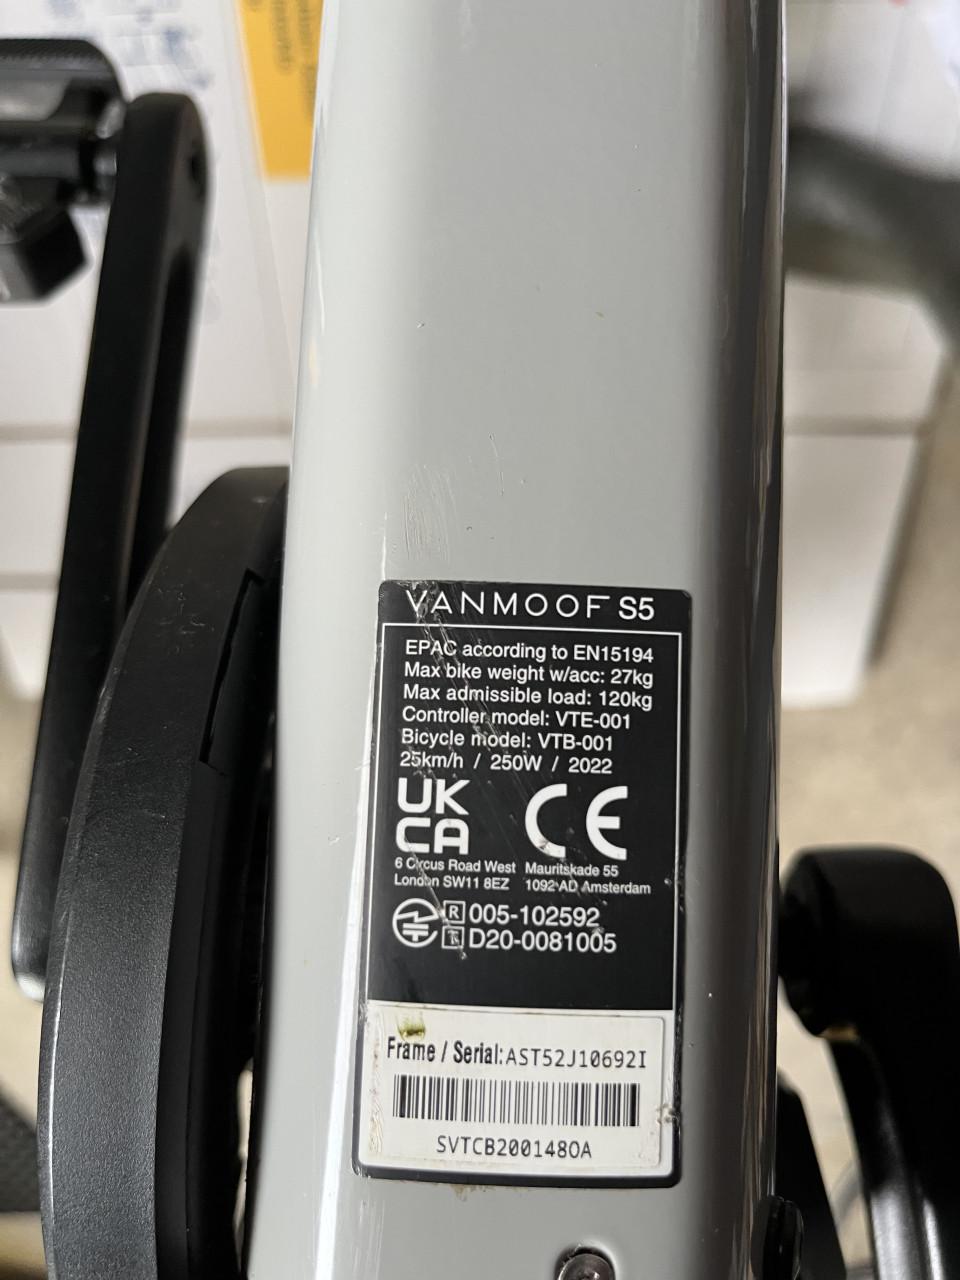 VANMOOF S5
EPAC according to EN15194
Max bike weight w/acc: 27kg
Max admissible load: 120kg
Controller model: VTE-001
Bicycle model: VTB-001
25km/h / 250W / 2022
UK
CA
CE
6 Circus Road West Mauritskade 55
London SW11 8EZ 1092 AD Amsterdam
R 005-102592
T D20-0081005
Frame / Serial: AST52J10692I
SVTCB200148OA